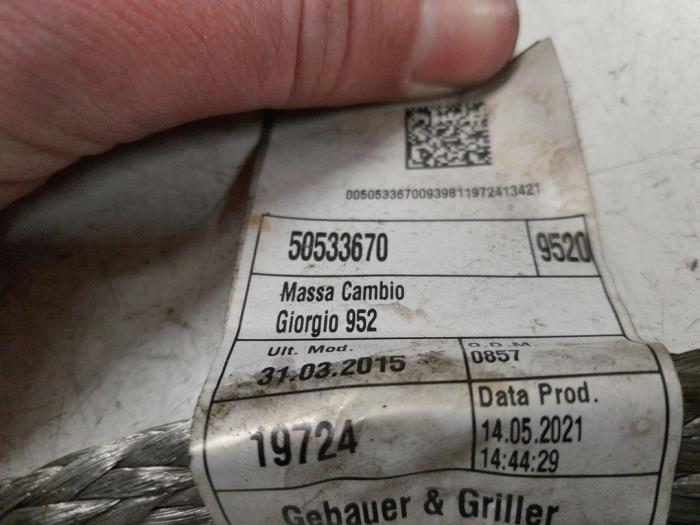 00505336700939811972413421
50533670 9520
Massa Cambio
Giorgio 952
Ult. Mod. O.D.M.
31.03.2015 0857
19724 Data Prod.
14.05.2021
14:44:29
Gebauer & Griller